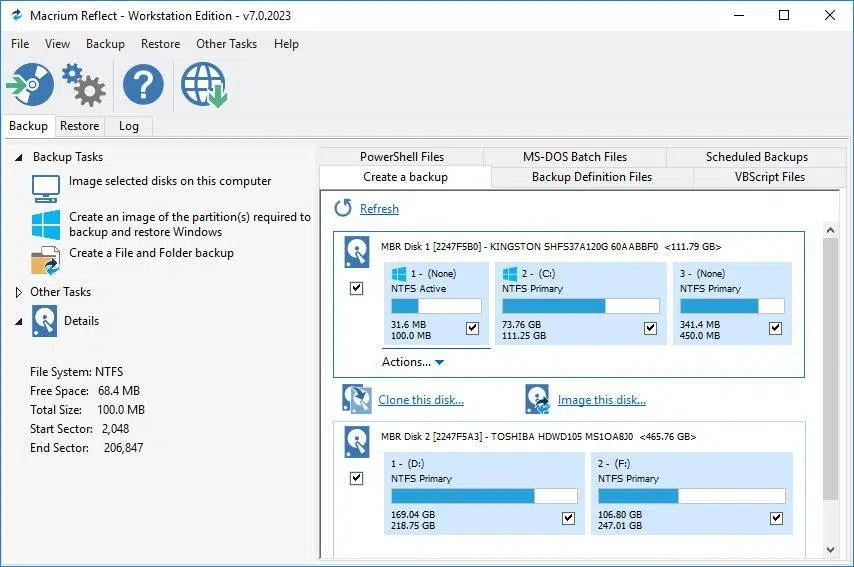 Macrium Reflect - Workstation Edition - v7.0.2023
File View Backup Restore Other Tasks Help
Backup Restore Log
Backup Tasks
Image selected disks on this computer
Create an image of the partition(s) required to
backup and restore Windows
Create a File and Folder backup
Other Tasks
Details
File System: NTFS
Free Space: 68.4 MB
Total Size: 100.0 MB
Start Sector: 2,048
End Sector: 206,847
PowerShell Files MS-DOS Batch Files Scheduled Backups
Create a backup Backup Definition Files VBScript Files
Refresh
MBR Disk 1 [2247F5B0] - KINGSTON SHFS37A120G 60AABBF0 <111.79 GB>
1 - (None)
NTFS Active
31.6 MB
100.0 MB
2 - (C:)
NTFS Primary
73.76 GB
111.25 GB
3 - (None)
NTFS Primary
341.4 MB
450.0 MB
Actions...
Clone this disk... Image this disk...
MBR Disk 2 [2247F5A3] - TOSHIBA HDWD105 MS1OA8J0 <465.76 GB>
1 - (D:)
NTFS Primary
169.04 GB
218.75 GB
2 - (F:)
NTFS Primary
106.80 GB
247.01 GB